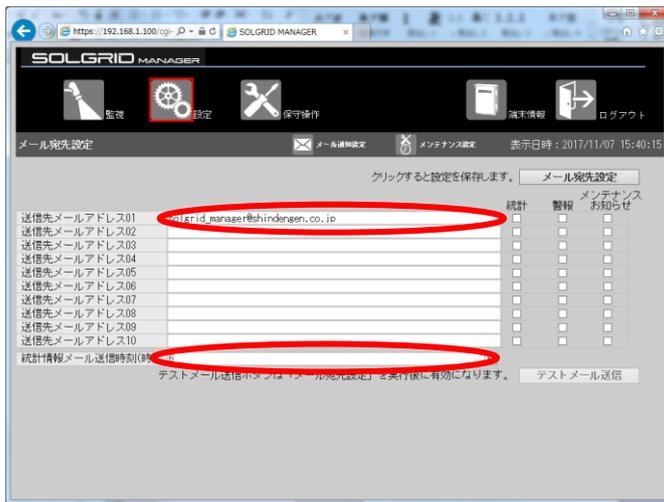 https://192.168.1.100/cgi-
SOLGRID MANAGER
SOLGRID MANAGER
監視
設定
保守操作
端末情報
ログアウト
メール宛先設定
メール通知設定
メンテナンス設定
表示日時：2017/11/07 15:40:15
クリックすると設定を保存します。
メール宛先設定
統計
警報
メンテナンス
お知らせ
送信先メールアドレス01
solgrid_manager@shindengen.co.jp
送信先メールアドレス02
送信先メールアドレス03
送信先メールアドレス04
送信先メールアドレス05
送信先メールアドレス06
送信先メールアドレス07
送信先メールアドレス08
送信先メールアドレス09
送信先メールアドレス10
統計情報メール送信時刻(時
テストメール送信ボタンは「メール宛先設定」を実行後に有効になります。
テストメール送信